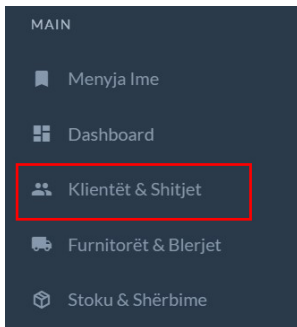 MAIN
Menyja Ime
Dashboard
Klientët & Shitjet
Furnitorët & Blerjet
Stoku & Shërbime